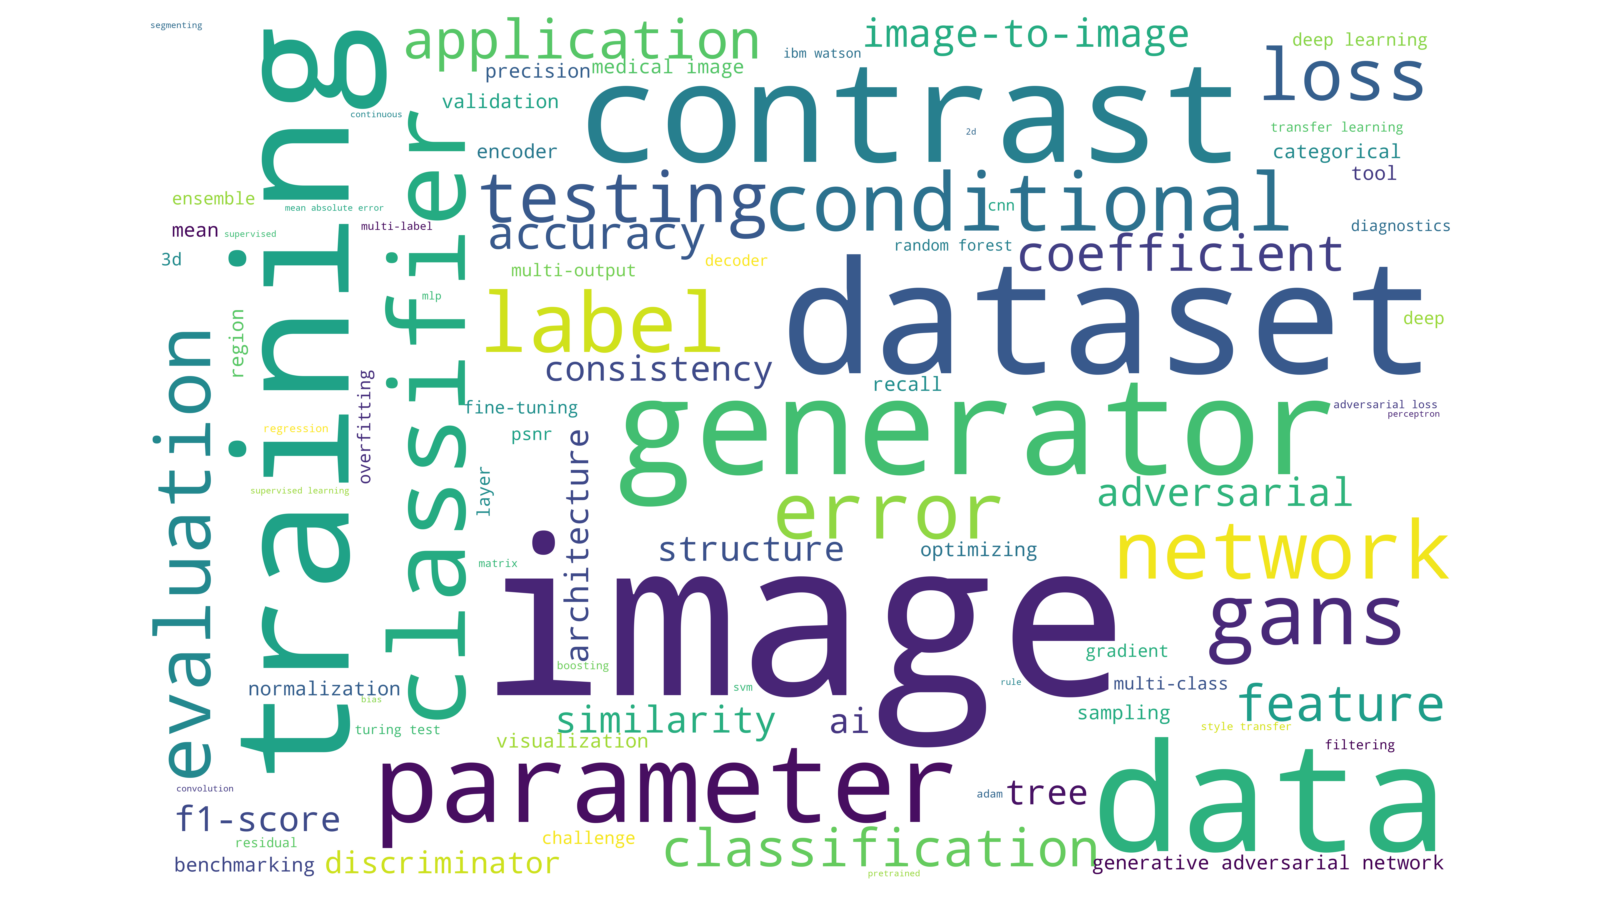 segmenting
training
application
image-to-image
deep learning
ibm watson
loss
precision
medical image
contrast
validation
continuous
classifier
2d
transfer learning
encoder
categorical
testing
conditional
tool
ensemble
cnn
mean absolute error
mean
supervised
multi-label
accuracy
diagnostics
random forest
coefficient
3d
multi-output
decoder
dataset
mlp
label
region
deep
evaluation
consistency
overfitting
recall
fine-tuning
generator
adversarial loss
perceptron
regression
psnr
architecture
supervised learning
layer
error
adversarial
structure
optimizing
network
matrix
image
gans
boosting
gradient
svm
rule
multi-class
normalization
bias
feature
similarity
ai
sampling
turing test
style transfer
visualization
filtering
parameter
data
convolution
adam
tree
f1-score
residual
challenge
classification
benchmarking
discriminator
generative adversarial network
pretrained